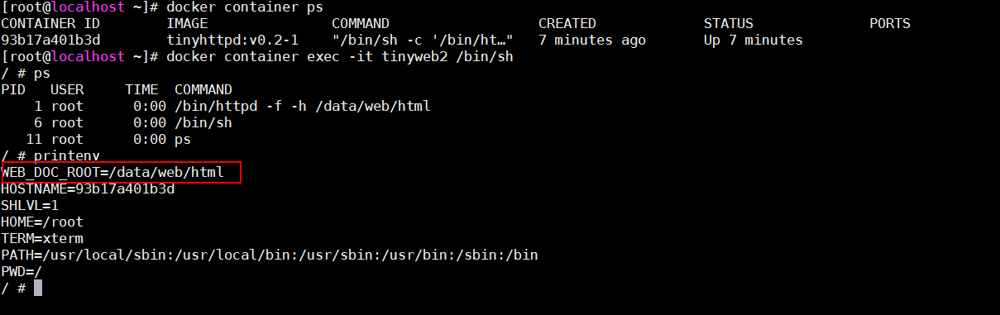 [root@localhost ~]# docker container ps
CONTAINER ID        IMAGE               COMMAND                  CREATED             STATUS              PORTS
93b17a401b3d        tinyhttpd:v0.2-1    "/bin/sh -c '/bin/ht…"   7 minutes ago       Up 7 minutes
[root@localhost ~]# docker container exec -it tinyweb2 /bin/sh
/ # ps
PID   USER     TIME  COMMAND
    1 root      0:00 /bin/httpd -f -h /data/web/html
    6 root      0:00 /bin/sh
   11 root      0:00 ps
/ # printenv
WEB_DOC_ROOT=/data/web/html
HOSTNAME=93b17a401b3d
SHLVL=1
HOME=/root
TERM=xterm
PATH=/usr/local/sbin:/usr/local/bin:/usr/sbin:/usr/bin:/sbin:/bin
PWD=/
/ #